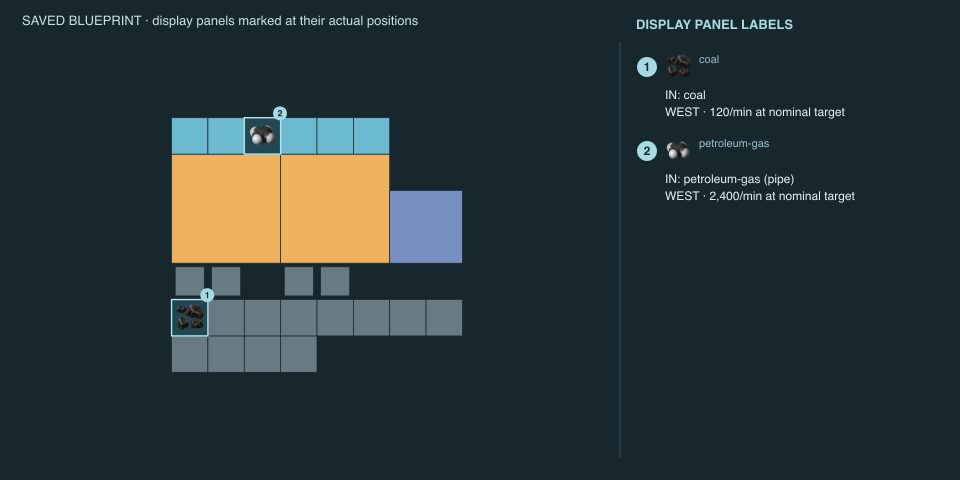 SAVED BLUEPRINT · display panels marked at their actual positions
2
1
DISPLAY PANEL LABELS
1
coal
IN: coal
WEST · 120/min at nominal target
2
petroleum-gas
IN: petroleum-gas (pipe)
WEST · 2,400/min at nominal target